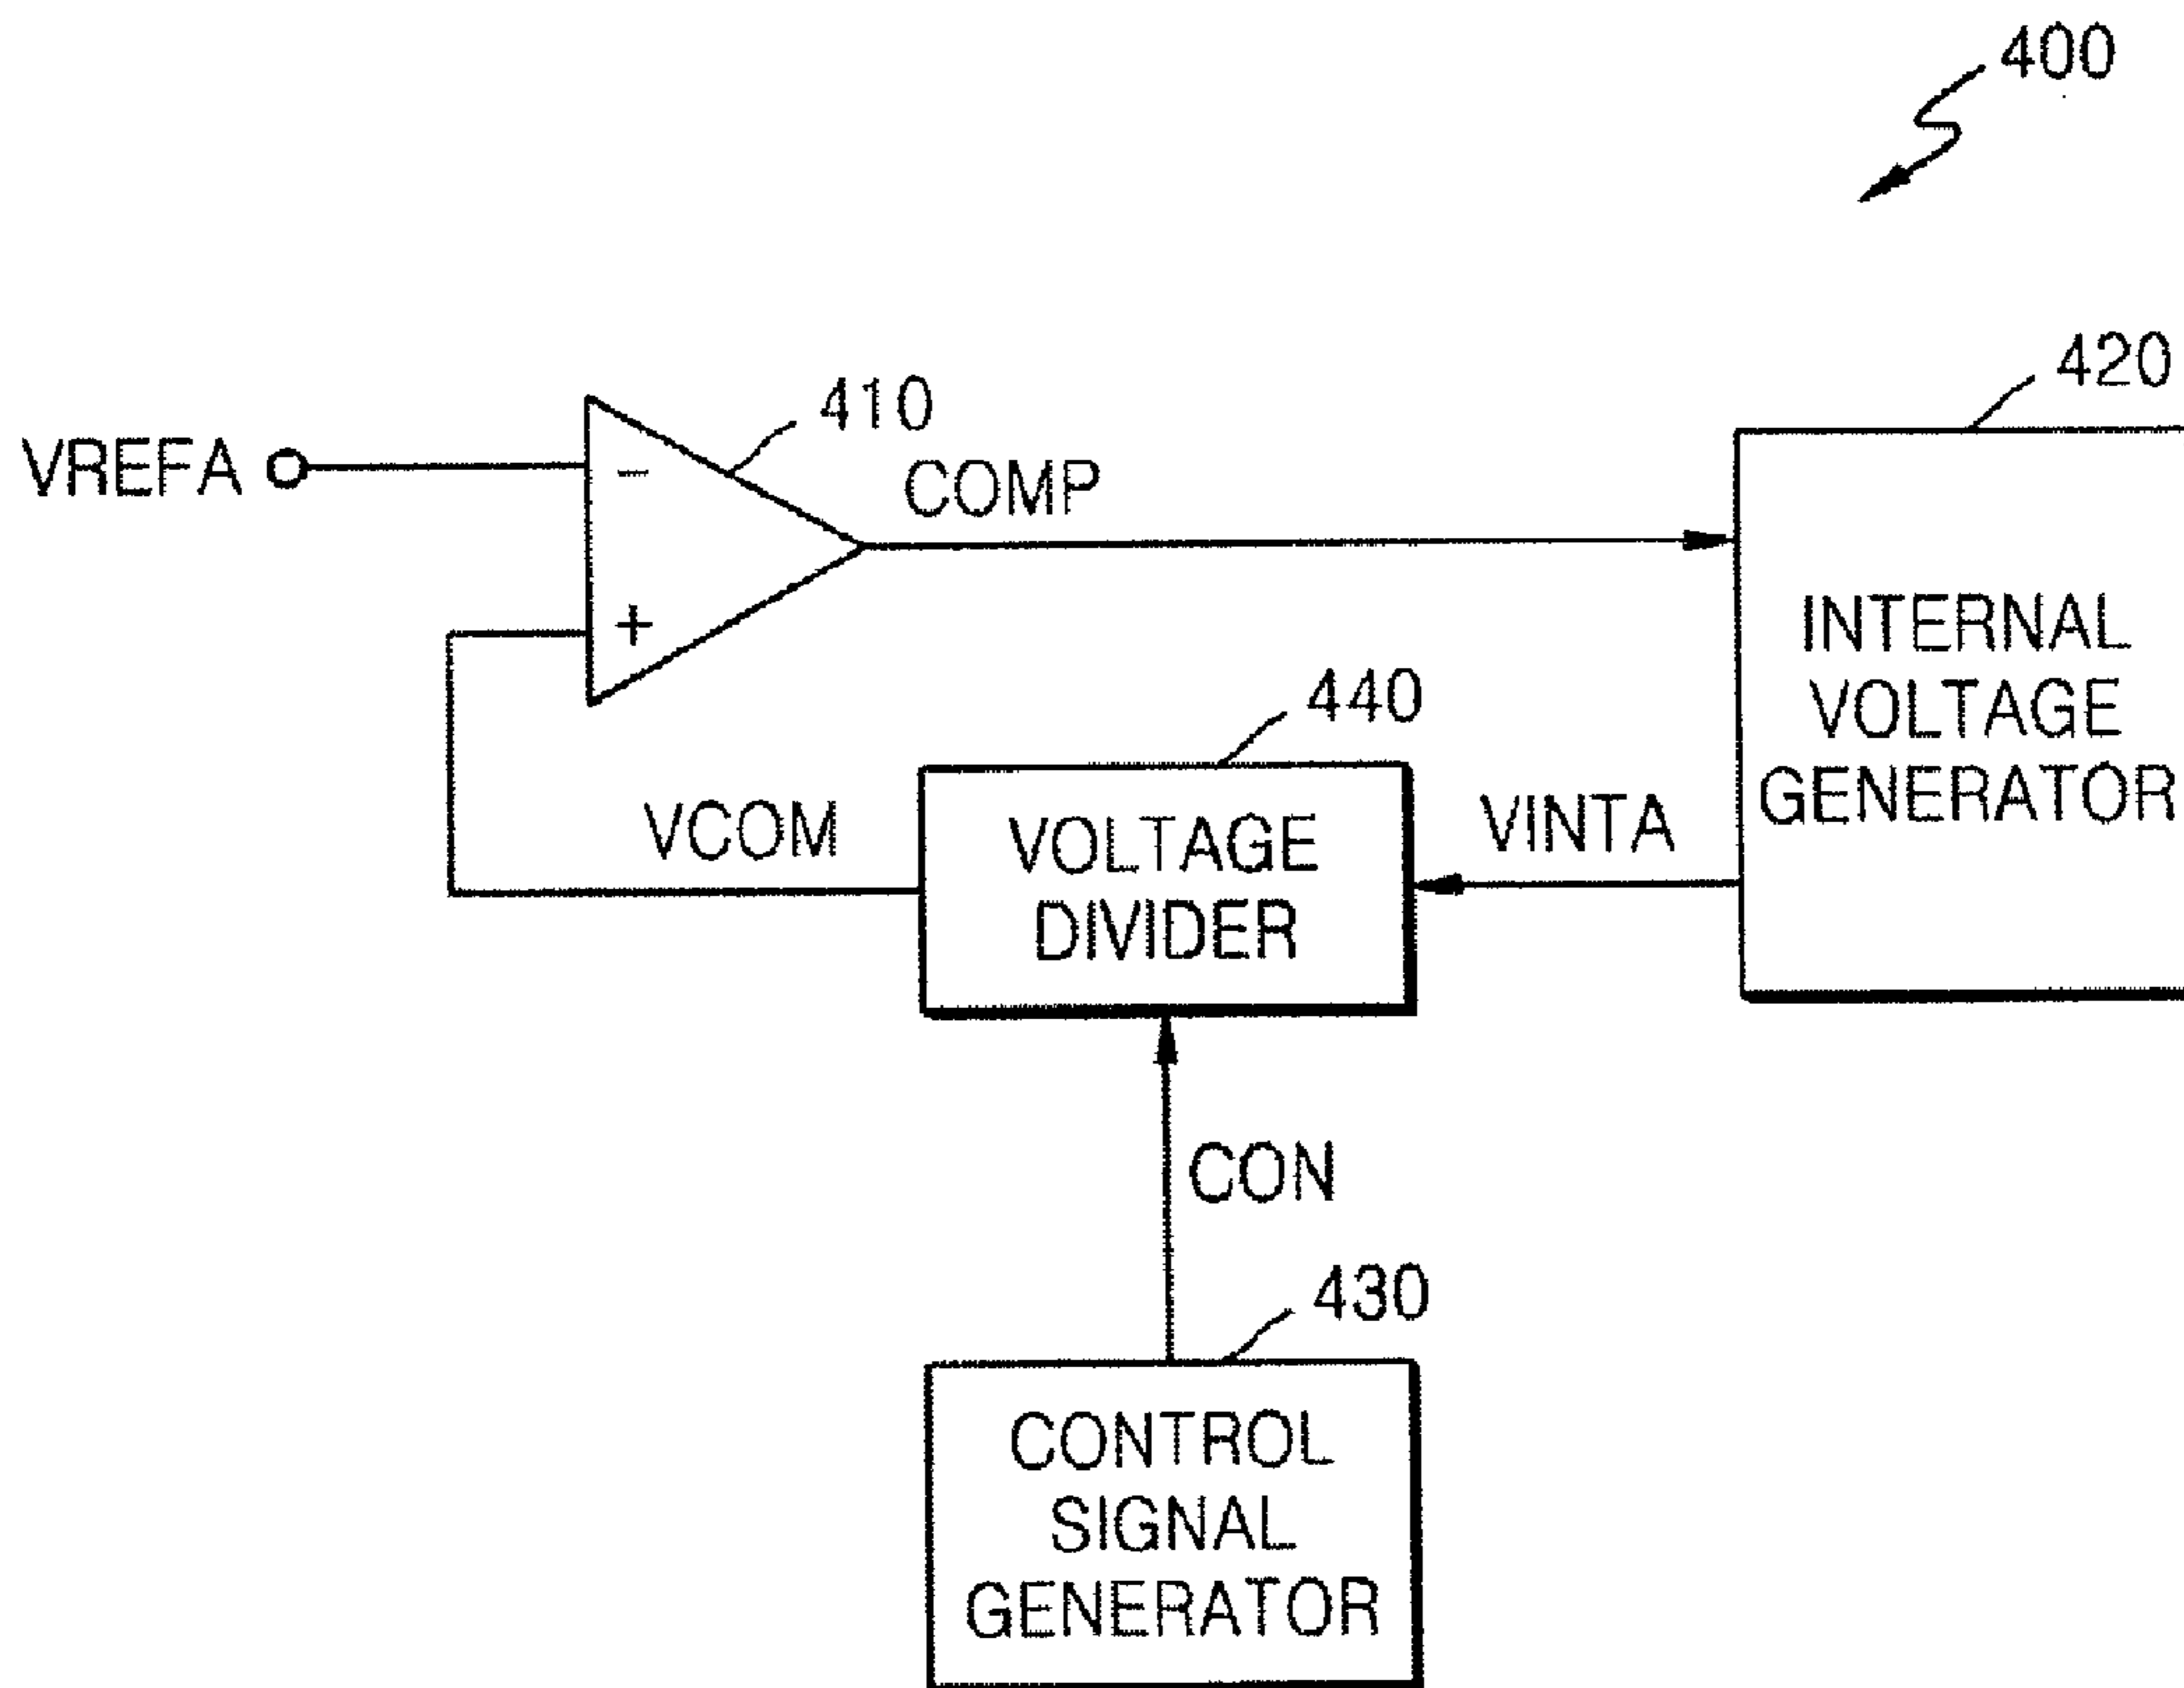 400
420
410
VREFA
COMP
-
+
INTERNAL
VOLTAGE
GENERATOR
440
VCOM
VOLTAGE
DIVIDER
VINTA
CON
430
CONTROL
SIGNAL
GENERATOR